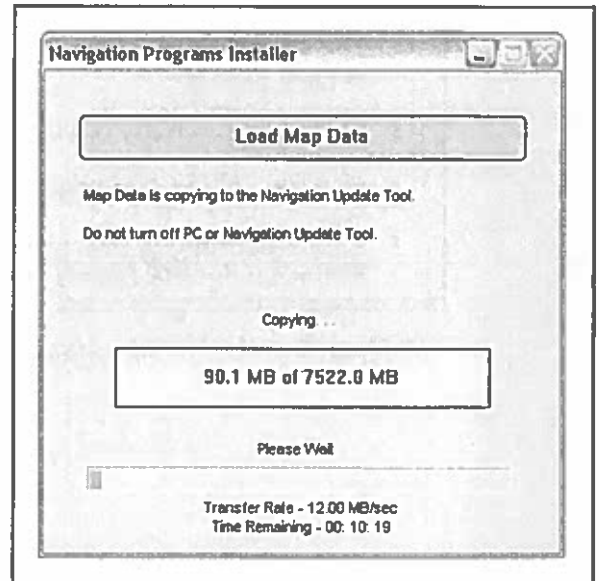 Navigation Programs Installer
Load Map Data
Map Data is copying to the Navigation Update Tool.
Do not turn off PC or Navigation Update Tool.
Copying. . .
90.1 MB of 7522.0 MB
Please Wait
Transfer Rate - 12.00 MB/sec
Time Remaining - 00: 10: 19